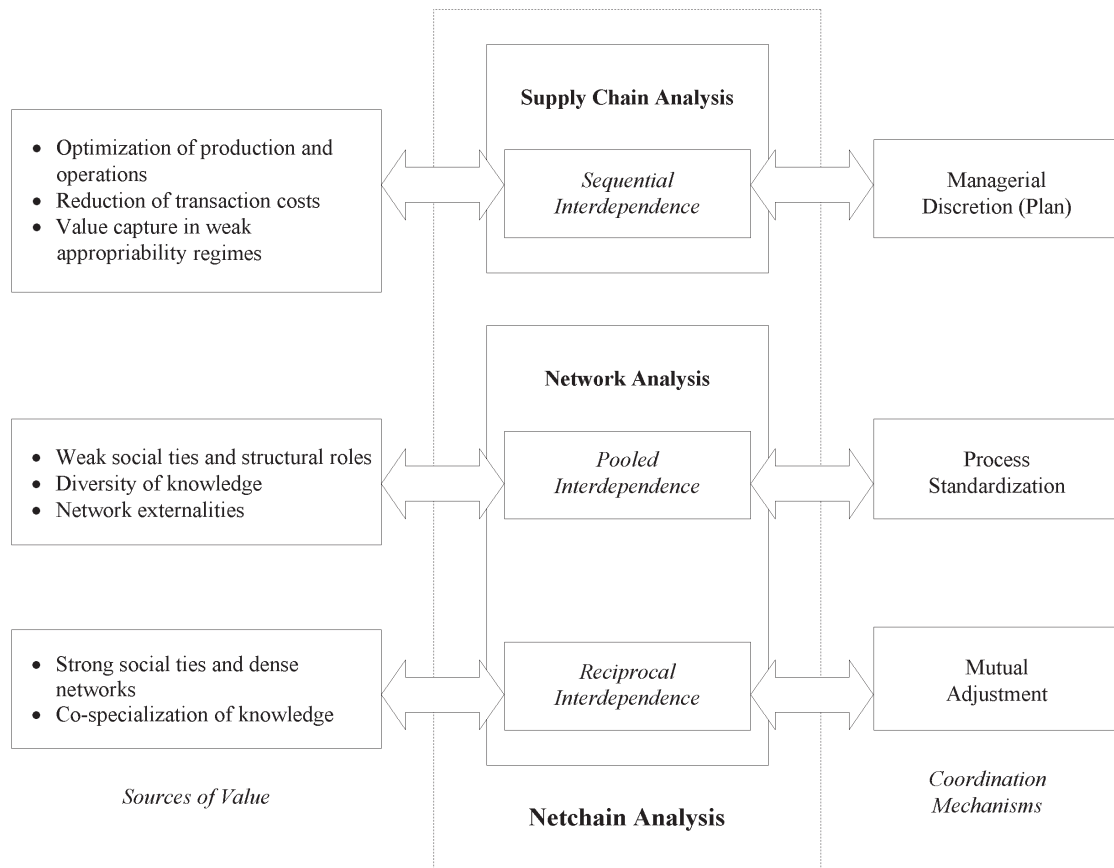 Supply Chain Analysis
• Optimization of production and
operations
• Reduction of transaction costs
• Value capture in weak
appropriability regimes
Sequential
Interdependence
Managerial
Discretion (Plan)
Network Analysis
• Weak social ties and structural roles
• Diversity of knowledge
• Network externalities
Pooled
Interdependence
Process
Standardization
• Strong social ties and dense
networks
• Co-specialization of knowledge
Reciprocal
Interdependence
Mutual
Adjustment
Sources of Value
Netchain Analysis
Coordination
Mechanisms